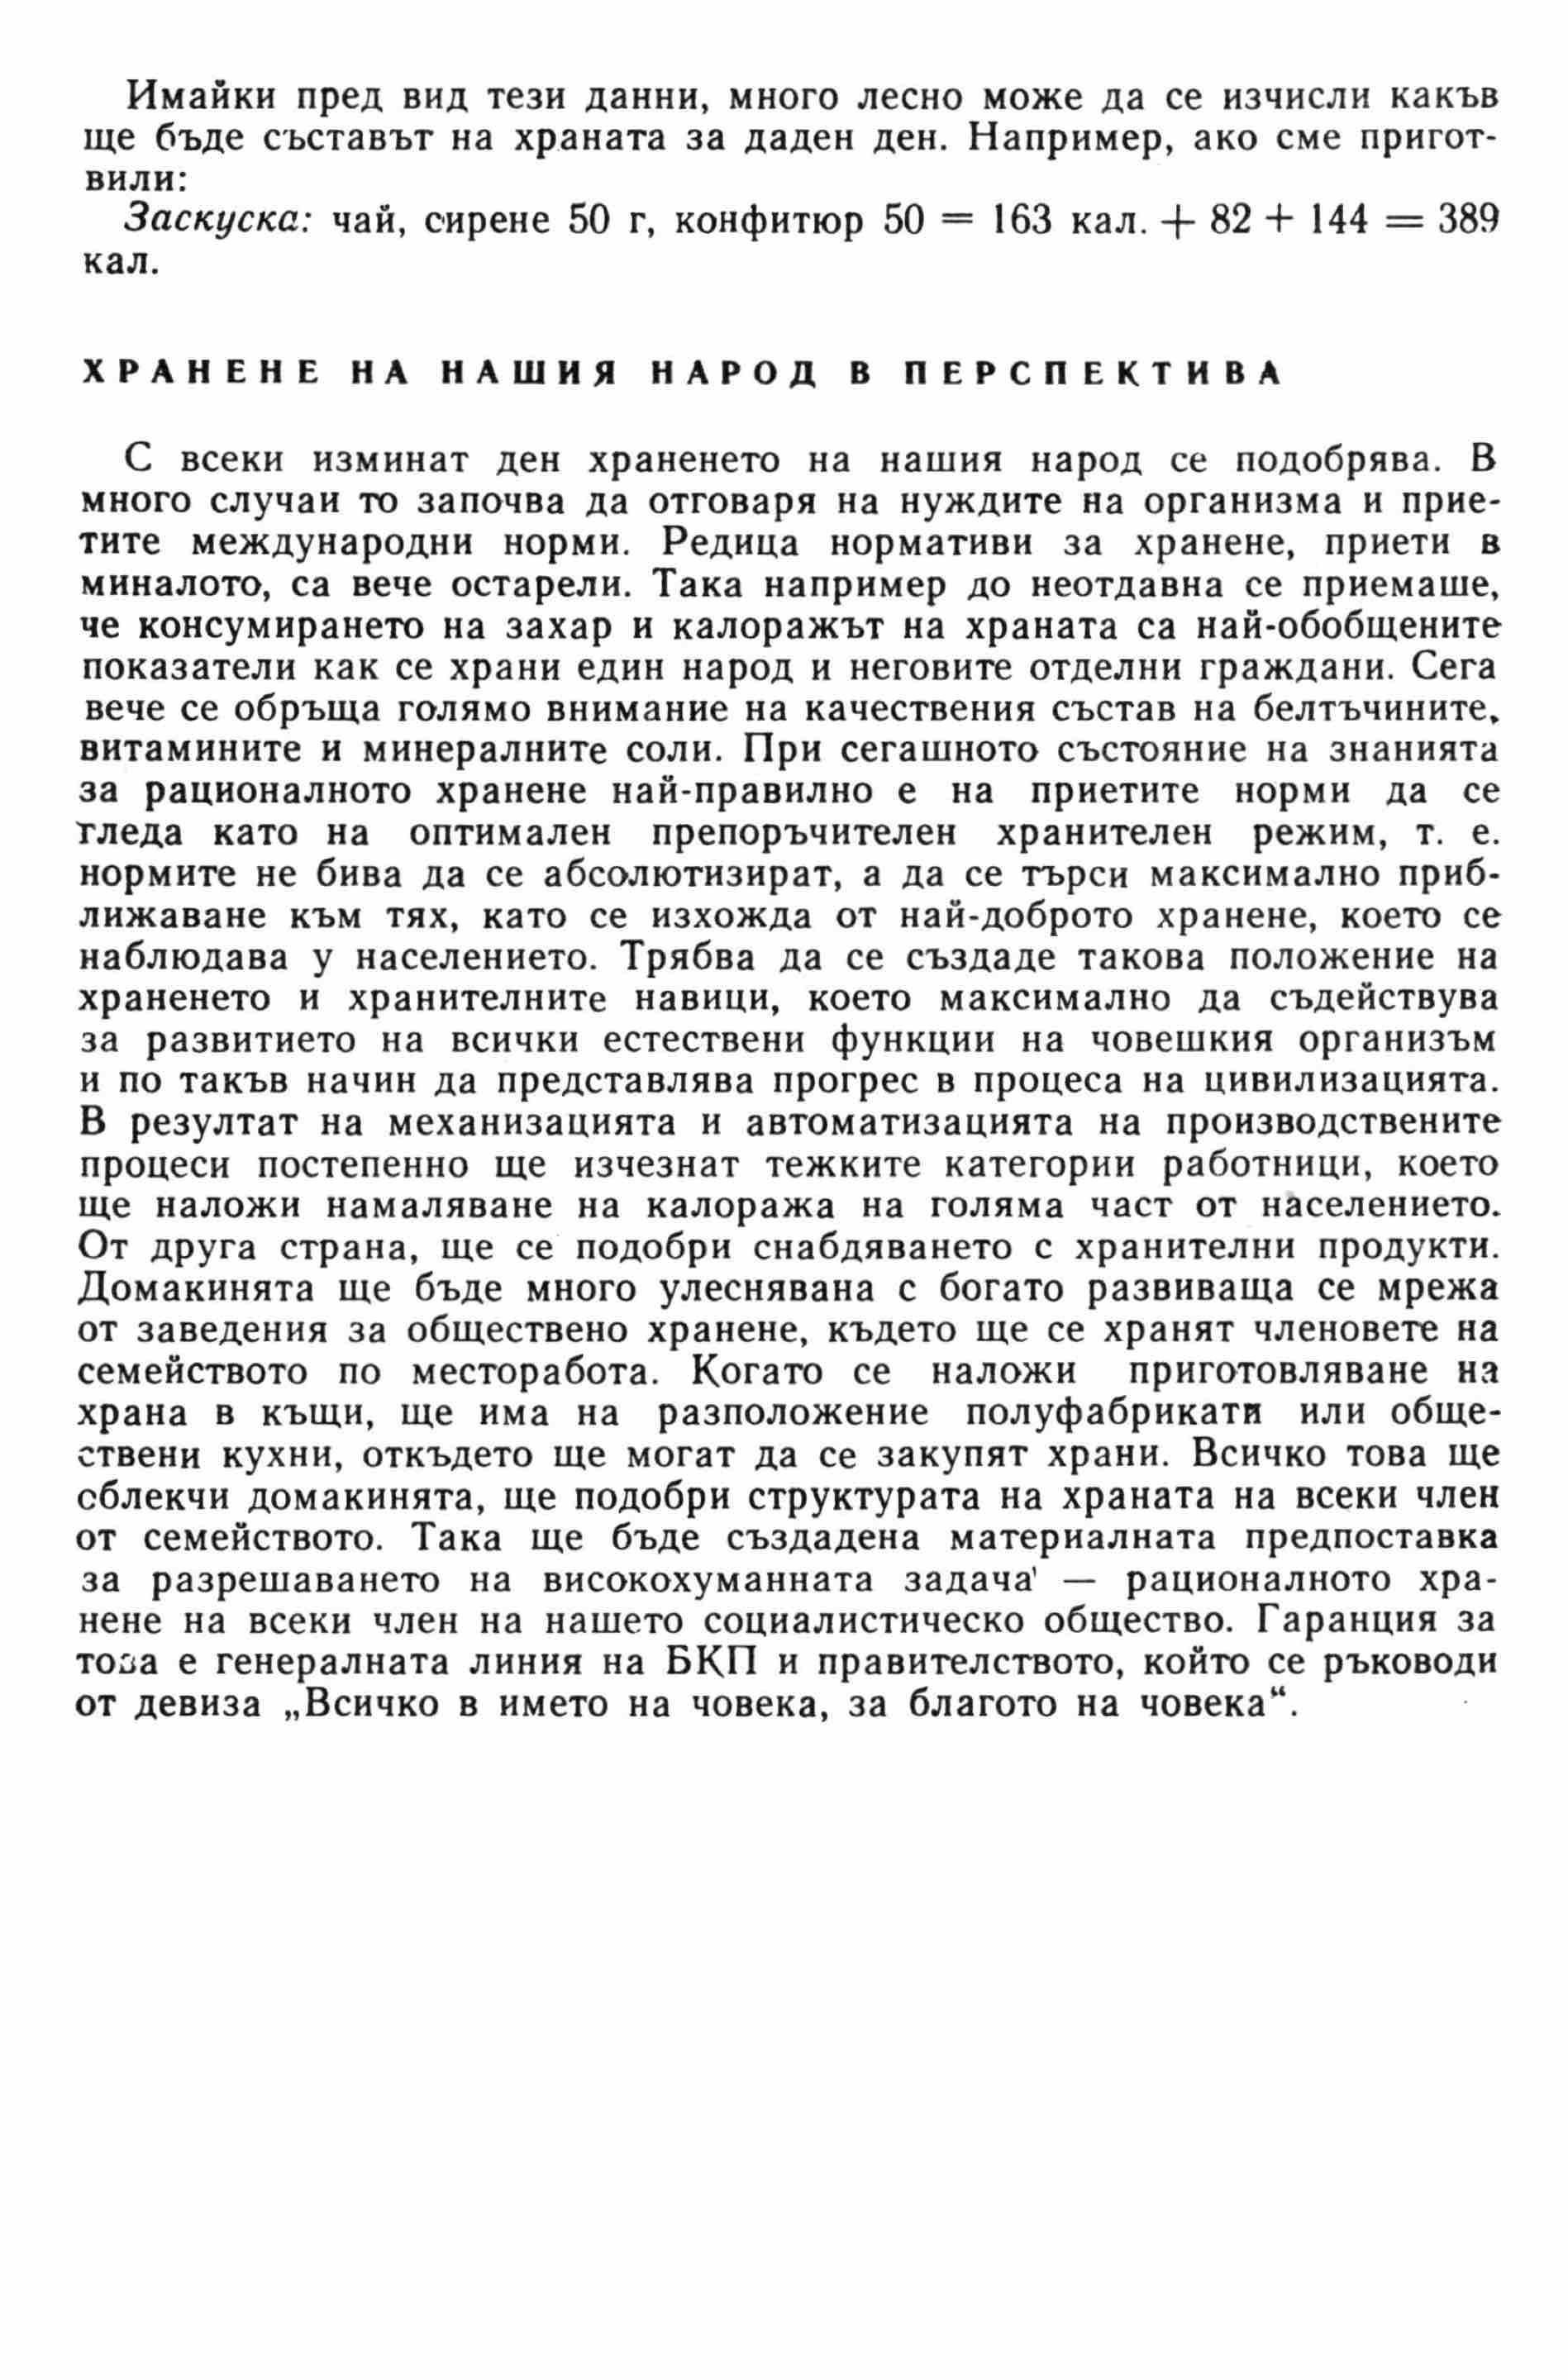 Имайки пред вид тези данни, много лесно може да се изчисли какъв
ще бъде съставът на храната за даден ден. Например, ако сме пригот-
вили:
Заскуска: чай, сирене 50 г, конфитюр 50 = 163 кал. + 82 + 144 = 389
кал.
ХРАНЕНЕ НА НАШИЯ НАРОД В ПЕРСПЕКТИВА
С всеки изминат ден храненето на нашия народ се подобрява. В
много случаи то започва да отговаря на нуждите на организма и прие-
тите международни норми. Редица нормативи за хранене, приети в
миналото, са вече остарели. Така например до неотдавна се приемаше,
че консумирането на захар и калоражът на храната са най-обобщените
показатели как се храни един народ и неговите отделни граждани. Сега
вече се обръща голямо внимание на качествения състав на белтъчините,
витамините и минералните соли. При сегашното състояние на знанията
за рационалното хранене най-правилно е на приетите норми да се
гледа като на оптимален препоръчителен хранителен режим, т. е.
нормите не бива да се абсолютизират, а да се търси максимално приб-
лижаване към тях, като се изхожда от най-доброто хранене, което се
наблюдава у населението. Трябва да се създаде такова положение на
храненето и хранителните навици, което максимално да съдействува
за развитието на всички естествени функции на човешкия организъм
и по такъв начин да представлява прогрес в процеса на цивилизацията.
В резултат на механизацията и автоматизацията на производствените
процеси постепенно ще изчезнат тежките категории работници, което
ще наложи намаляване на калоража на голяма част от населението.
От друга страна, ще се подобри снабдяването с хранителни продукти.
Домакинята ще бъде много улеснявана с богато развиваща се мрежа
от заведения за обществено хранене, където ще се хранят членовете на
семейството по месторабота. Когато се наложи приготовляване на
храна в къщи, ще има на разположение полуфабрикати или обще-
ствени кухни, откъдето ще могат да се закупят храни. Всичко това ще
облекчи домакинята, ще подобри структурата на храната на всеки член
от семейството. Така ще бъде създадена материалната предпоставка
за разрешаването на високохуманната задача — рационалното хра-
нене на всеки член на нашето социалистическо общество. Гаранция за
това е генералната линия на БКП и правителството, който се ръководи
от девиза „Всичко в името на човека, за благото на човека“.